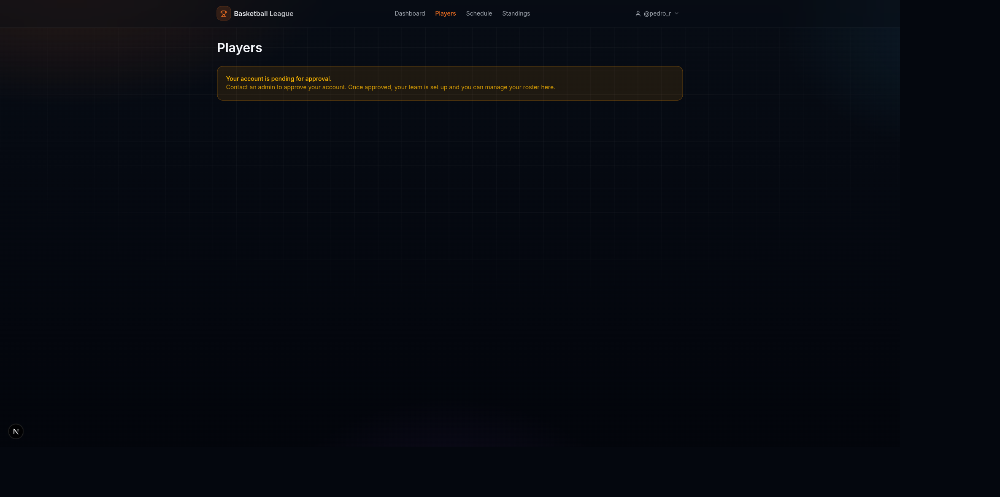 Basketball League
Dashboard Players Schedule Standings
@pedro_r
Players
Your account is pending for approval.
Contact an admin to approve your account. Once approved, your team is set up and you can manage your roster here.
N